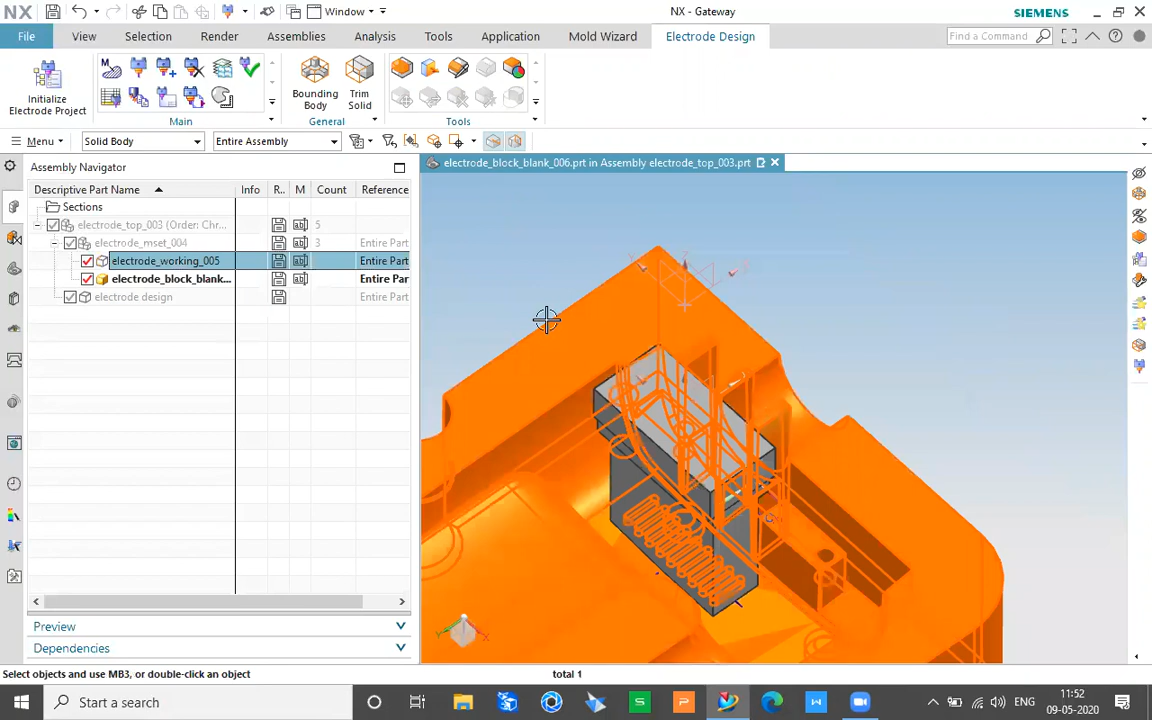 NX
Window
NX - Gateway
SIEMENS
File
View
Selection
Render
Assemblies
Analysis
Tools
Application
Mold Wizard
Electrode Design
Find a Command
Initialize
Electrode Project
Bounding
Body
Trim
Solid
Main
General
Tools
Menu
Solid Body
Entire Assembly
Assembly Navigator
electrode_block_blank_006.prt in Assembly electrode_top_003.prt
Descriptive Part Name
Info
R..
M
Count
Reference
Sections
electrode_top_003 (Order: Chr...
5
electrode_mset_004
3
Entire Part
electrode_working_005
Entire Part
electrode_block_blank...
Entire Par
electrode design
Entire Part
Preview
Dependencies
Select objects and use MB3, or double-click an object
total 1
Start a search
ENG
11:52
09-05-2020